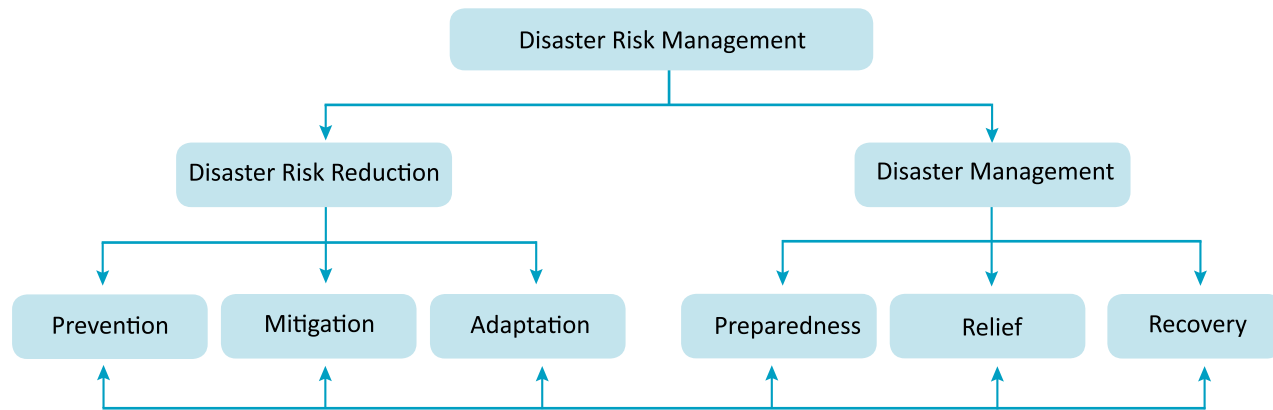 Disaster Risk Management
Disaster Risk Reduction
Disaster Management
Prevention
Mitigation
Adaptation
Preparedness
Relief
Recovery